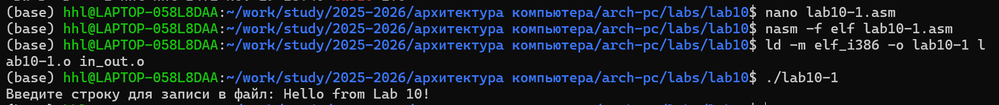 (base) hhl@LAPTOP-058L8DAA:~/work/study/2025-2026/архитектура компьютера/arch-pc/labs/lab10$ nano lab10-1.asm
(base) hhl@LAPTOP-058L8DAA:~/work/study/2025-2026/архитектура компьютера/arch-pc/labs/lab10$ nasm -f elf lab10-1.asm
(base) hhl@LAPTOP-058L8DAA:~/work/study/2025-2026/архитектура компьютера/arch-pc/labs/lab10$ ld -m elf_i386 -o lab10-1 l
ab10-1.o in_out.o
(base) hhl@LAPTOP-058L8DAA:~/work/study/2025-2026/архитектура компьютера/arch-pc/labs/lab10$ ./lab10-1
Введите строку для записи в файл: Hello from Lab 10!